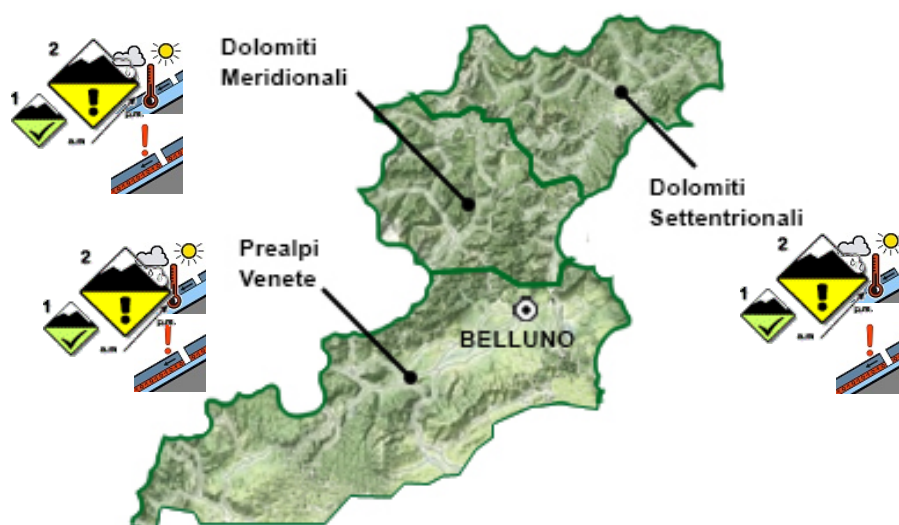 2
1
a.m
p.m.
Dolomiti
Meridionali
Dolomiti
Settentrionali
Prealpi
Venete
2
1
a.m
p.m.
BELLUNO
2
1
a.m
p.m.